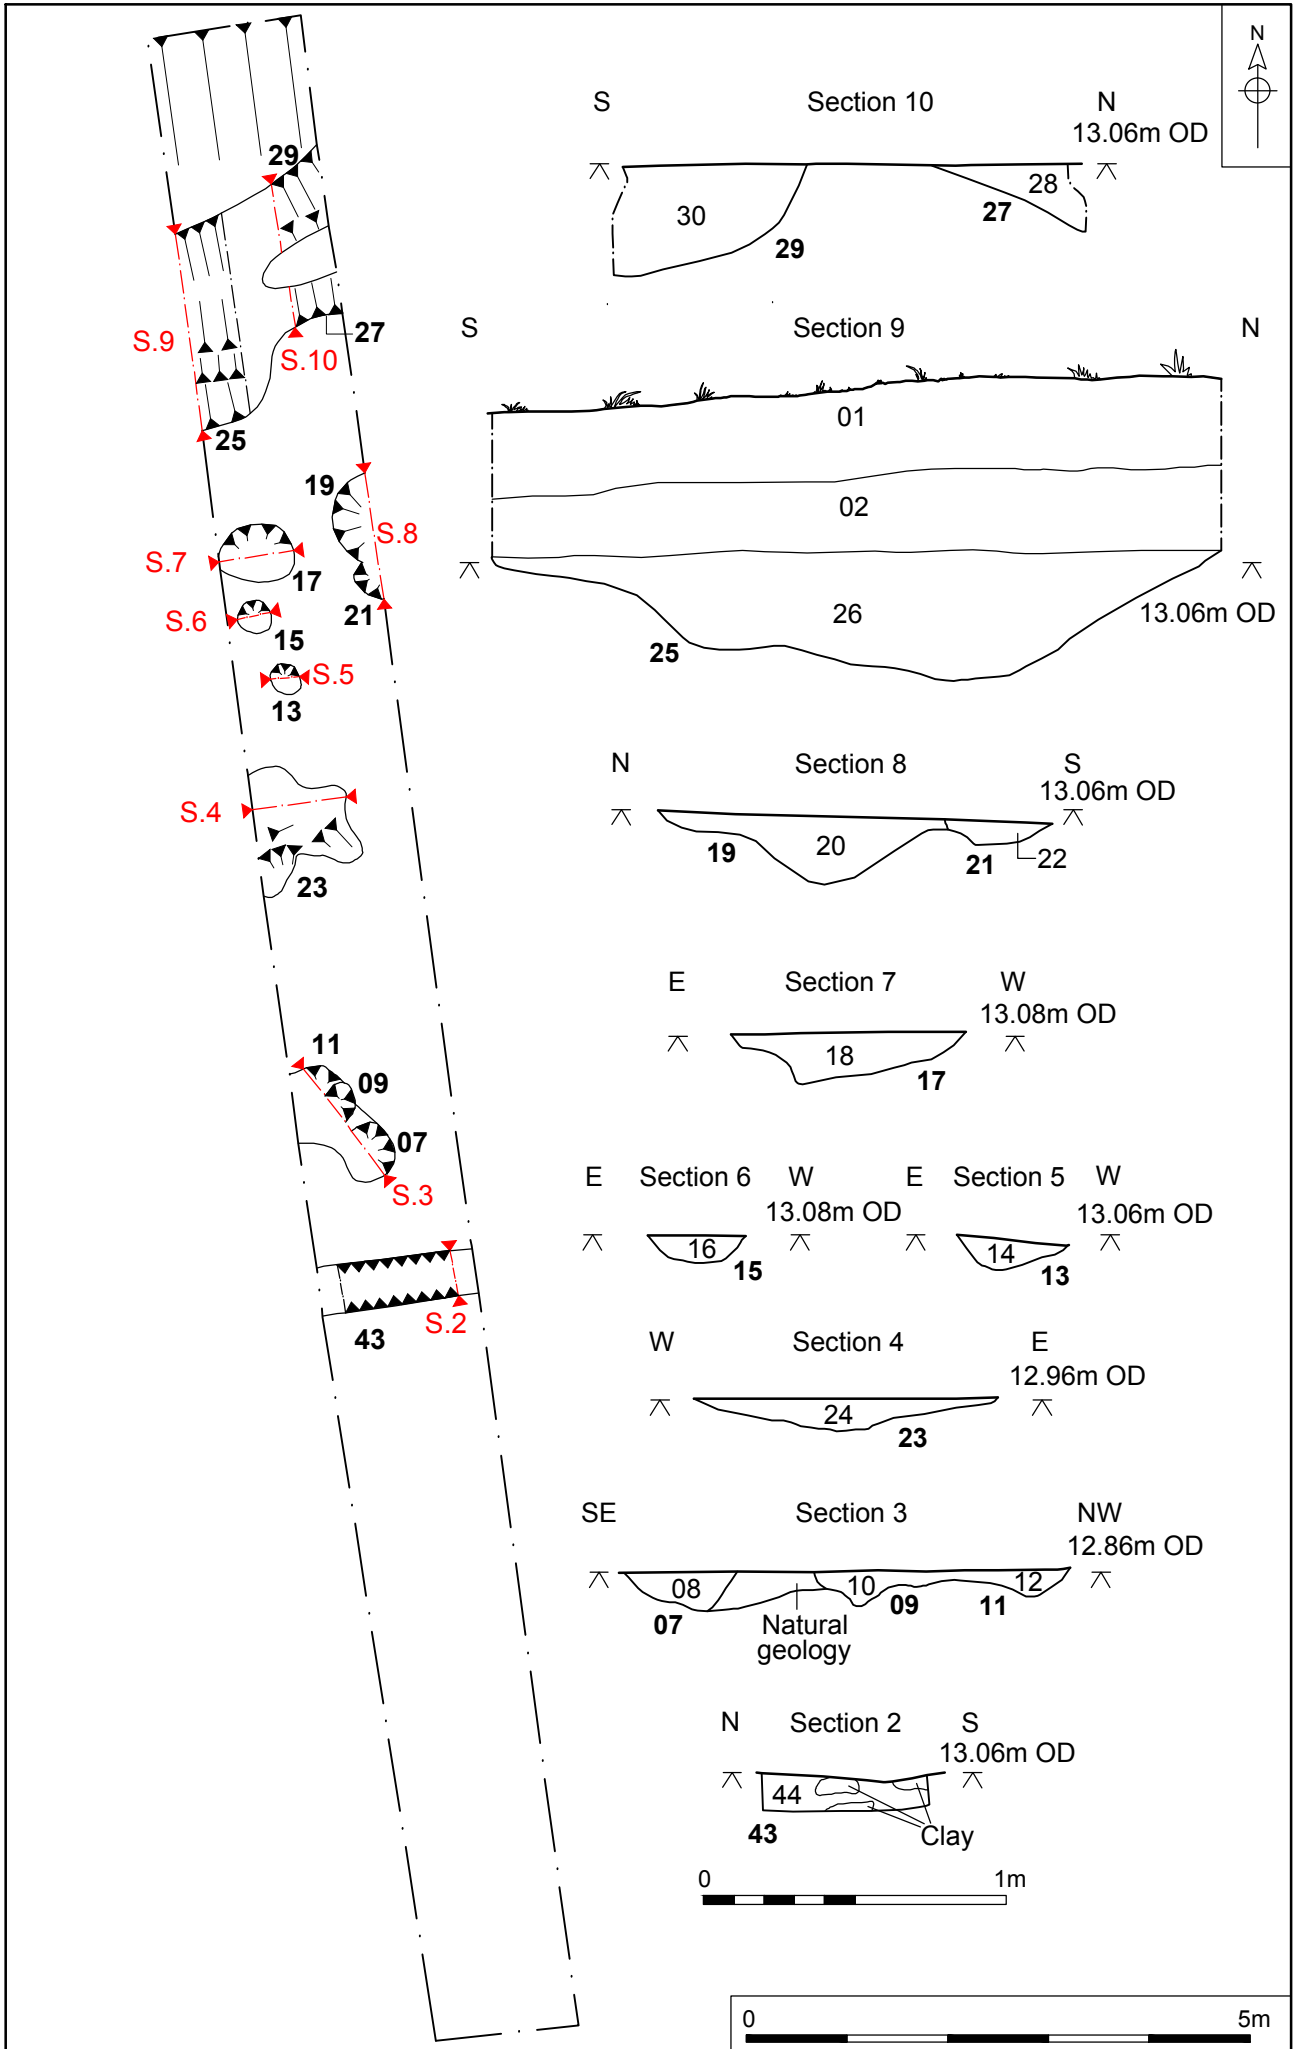 N
S Section 10 N
13.06m OD
29
28
30
27
29
S Section 9 N
27
S.9
S.10
01
25
02
19
S.8
S.7
17
13.06m OD
26
21
S.6
15
25
S.5
13
N Section 8 S
13.06m OD
S.4
20
19
21
22
23
E Section 7 W
13.08m OD
18
17
11
09
07
E Section 6 W
13.08m OD
E Section 5 W
13.06m OD
S.3
16
15
14
13
S.2
43
W Section 4 E
12.96m OD
24
23
SE Section 3 NW
12.86m OD
08
10
12
07
09
11
Natural
geology
N Section 2 S
13.06m OD
44
43
Clay
0 1m
0 5m